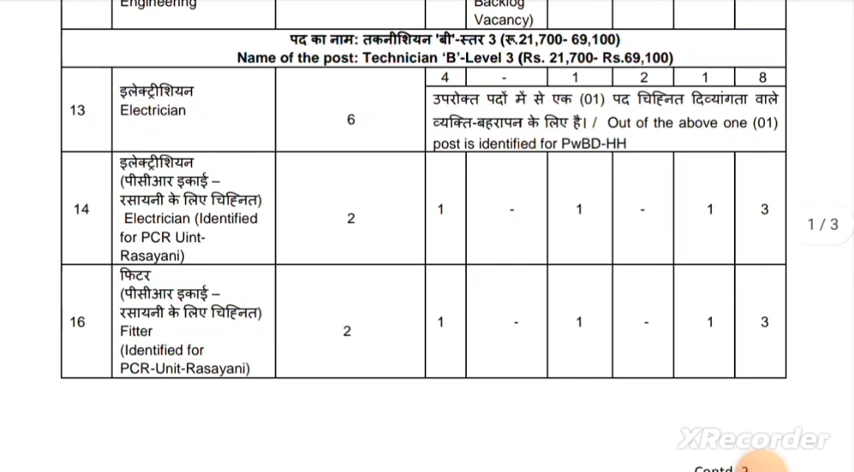 Engineering
Backlog
Vacancy)
पद का नाम: तकनीशियन 'बी'-स्तर 3 (रू.21,700- 69,100)
Name of the post: Technician ‘B’-Level 3 (Rs. 21,700- Rs.69,100)
13
इलेक्ट्रीशियन
Electrician
6
4 - 1 2 1 8
उपरोक्त पदों में से एक (01) पद चिह्नित दिव्यांगता वाले
व्यक्ति-बहरापन के लिए है। / Out of the above one (01)
post is identified for PwBD-HH
14
इलेक्ट्रीशियन
(पीसीआर इकाई –
रसायनी के लिए चिह्नित)
Electrician (Identified
for PCR Uint-
Rasayani)
2
1 - 1 - 1 3
16
फिटर
(पीसीआर इकाई –
रसायनी के लिए चिह्नित)
Fitter
(Identified for
PCR-Unit-Rasayani)
2
1 - 1 - 1 3
1 / 3
XRecorder
Contd..2